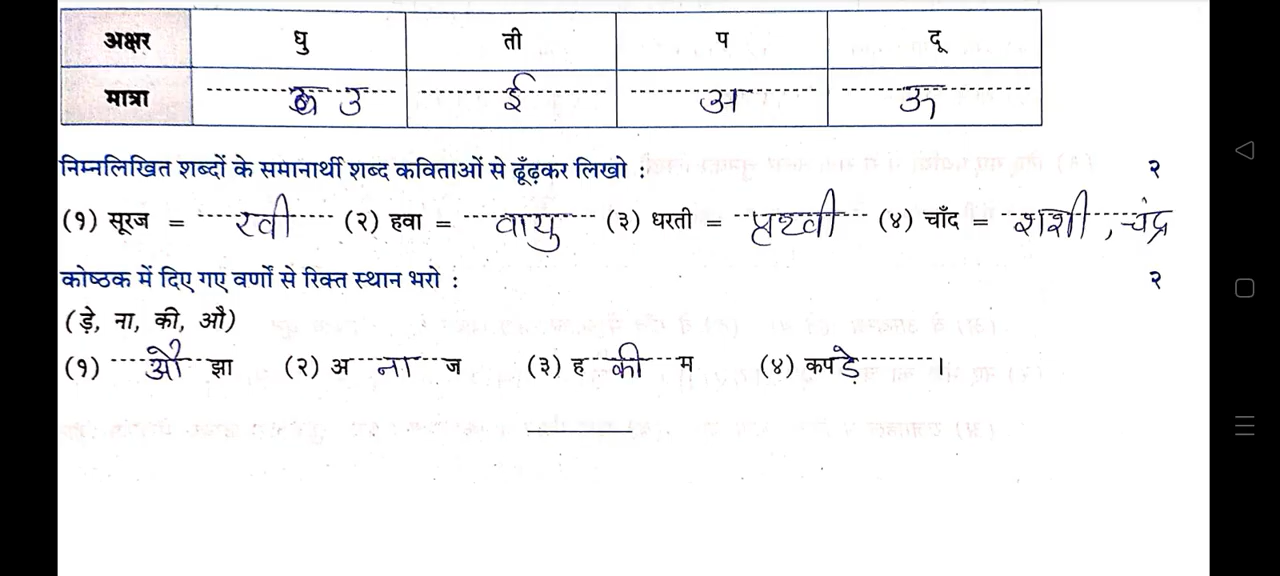 अक्षर धु ती प दू
मात्रा उ ई अ ऊ
निम्नलिखित शब्दों के समानार्थी शब्द कविताओं से ढूँढ़कर लिखो : २
(१) सूरज = रवी (२) हवा = वायु (३) धरती = पृथ्वी (४) चाँद = शशी, चंद्र
कोष्ठक में दिए गए वर्णों से रिक्त स्थान भरो : २
(ड़े, ना, की, औ)
(१) औ झा (२) अ ना ज (३) ह की म (४) कपड़े ।